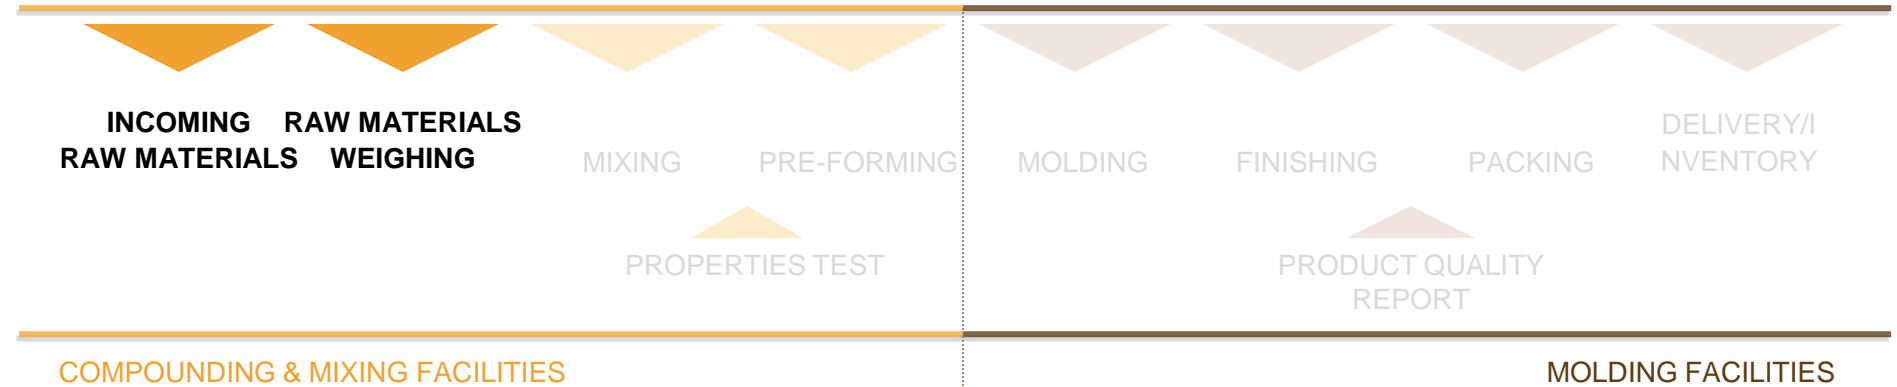 INCOMING
RAW MATERIALS
RAW MATERIALS
WEIGHING
MIXING
PRE-FORMING
MOLDING
FINISHING
PACKING
DELIVERY/I
NVENTORY
PROPERTIES TEST
PRODUCT QUALITY
REPORT
COMPOUNDING & MIXING FACILITIES
MOLDING FACILITIES